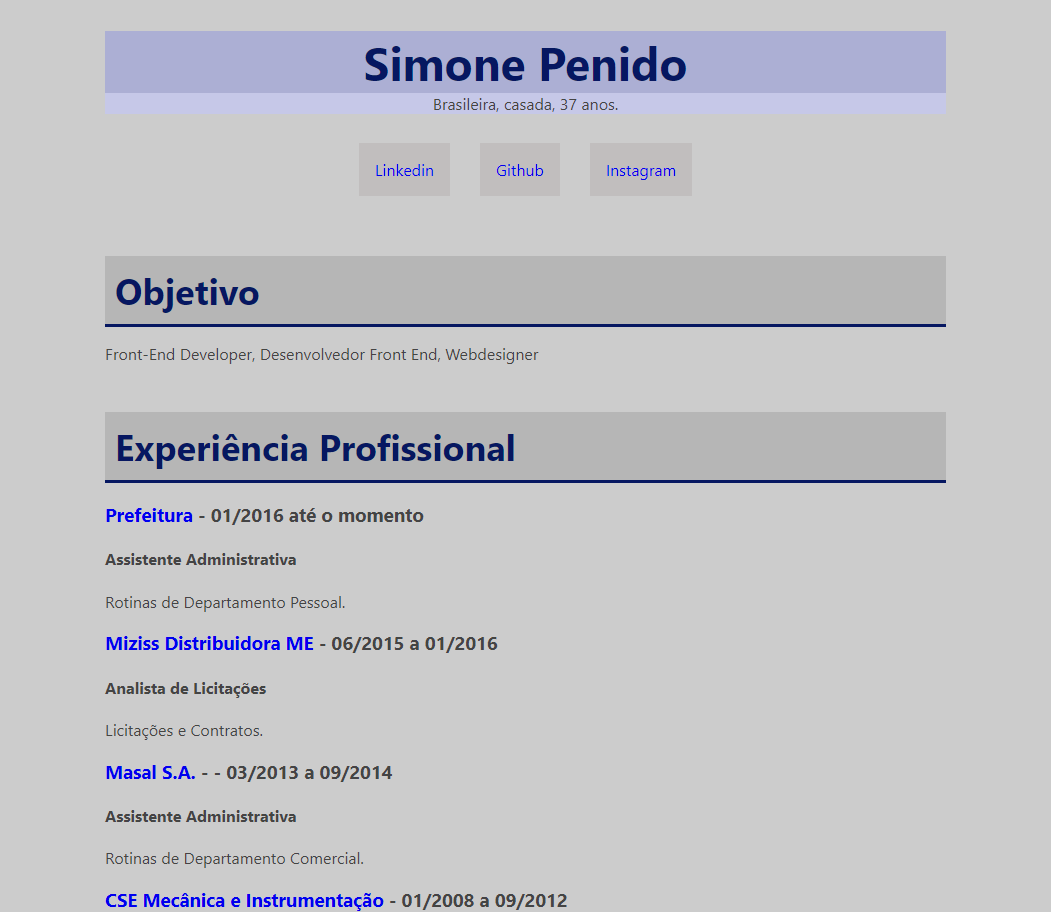 Simone Penido
Brasileira, casada, 37 anos.
Linkedin Github Instagram
Objetivo
Front-End Developer, Desenvolvedor Front End, Webdesigner
Experiência Profissional
Prefeitura - 01/2016 até o momento
Assistente Administrativa
Rotinas de Departamento Pessoal.
Miziss Distribuidora ME - 06/2015 a 01/2016
Analista de Licitações
Licitações e Contratos.
Masal S.A. - - 03/2013 a 09/2014
Assistente Administrativa
Rotinas de Departamento Comercial.
CSE Mecânica e Instrumentação - 01/2008 a 09/2012